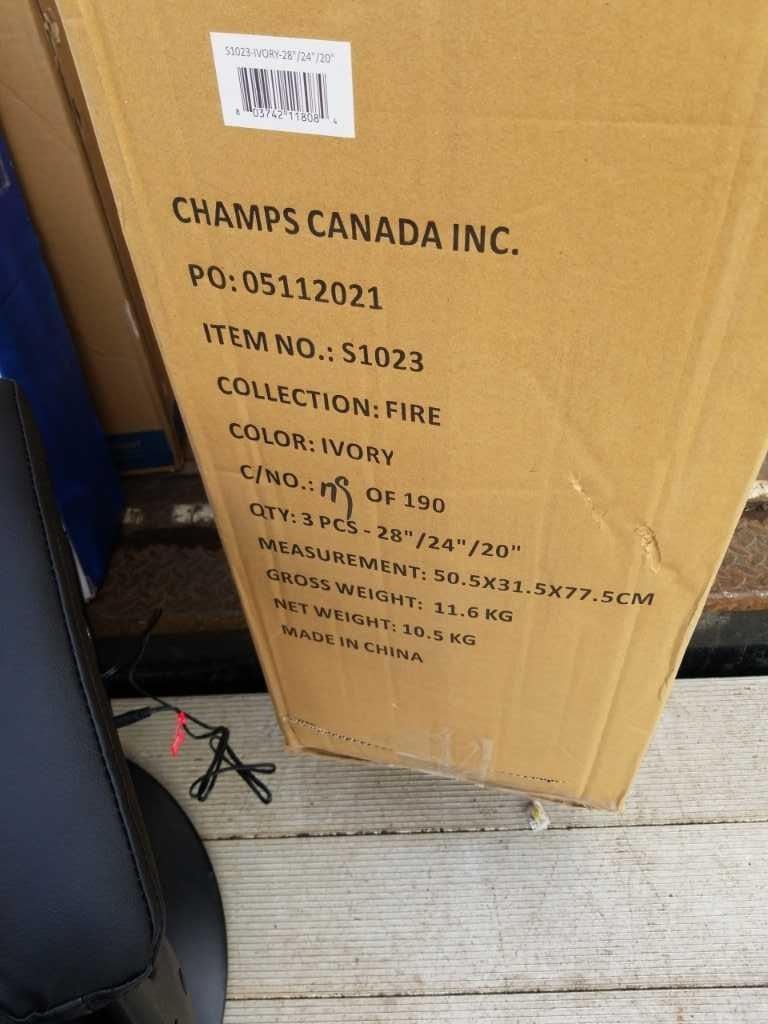 S1023-IVORY-28"/24"/20"
8 03742 11808 4
CHAMPS CANADA INC.
PO: 05112021
ITEM NO.: S1023
COLLECTION: FIRE
COLOR: IVORY
C/NO.: OF 190
QTY: 3 PCS - 28"/24"/20"
MEASUREMENT: 50.5X31.5X77.5CM
GROSS WEIGHT: 11.6 KG
NET WEIGHT: 10.5 KG
MADE IN CHINA